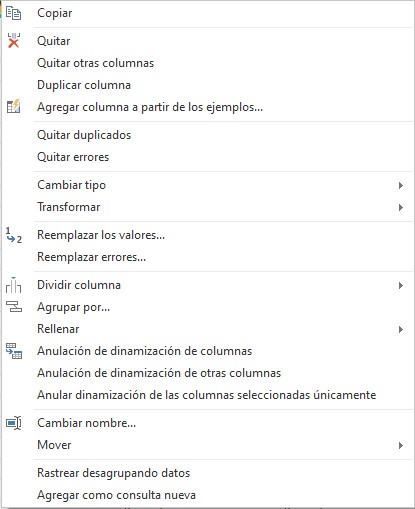 Copiar
Quitar
Quitar otras columnas
Duplicar columna
Agregar columna a partir de los ejemplos...
Quitar duplicados
Quitar errores
Cambiar tipo
Transformar
1
2
Reemplazar los valores...
Reemplazar errores...
Dividir columna
Agrupar por...
Rellenar
Anulación de dinamización de columnas
Anulación de dinamización de otras columnas
Anular dinamización de las columnas seleccionadas únicamente
Cambiar nombre...
Mover
Rastrear desagrupando datos
Agregar como consulta nueva